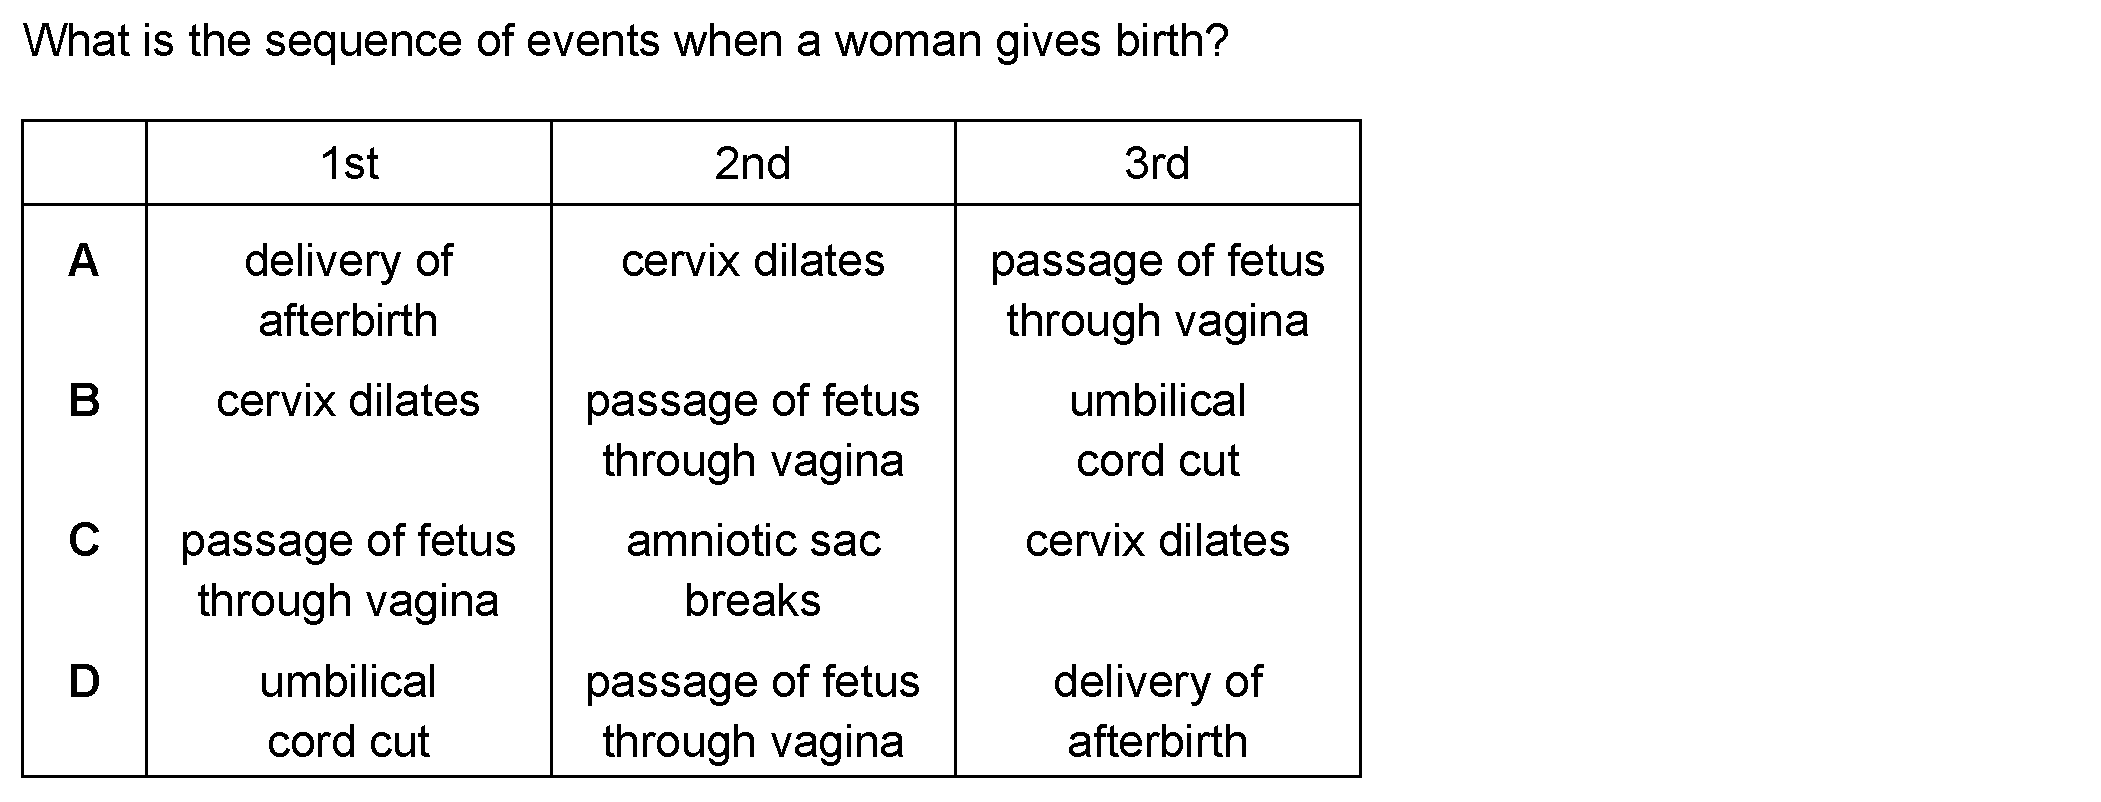 What is the sequence of events when a woman gives birth?
1st 2nd 3rd
A delivery of afterbirth cervix dilates passage of fetus through vagina
B cervix dilates passage of fetus through vagina umbilical cord cut
C passage of fetus through vagina amniotic sac breaks cervix dilates
D umbilical cord cut passage of fetus through vagina delivery of afterbirth